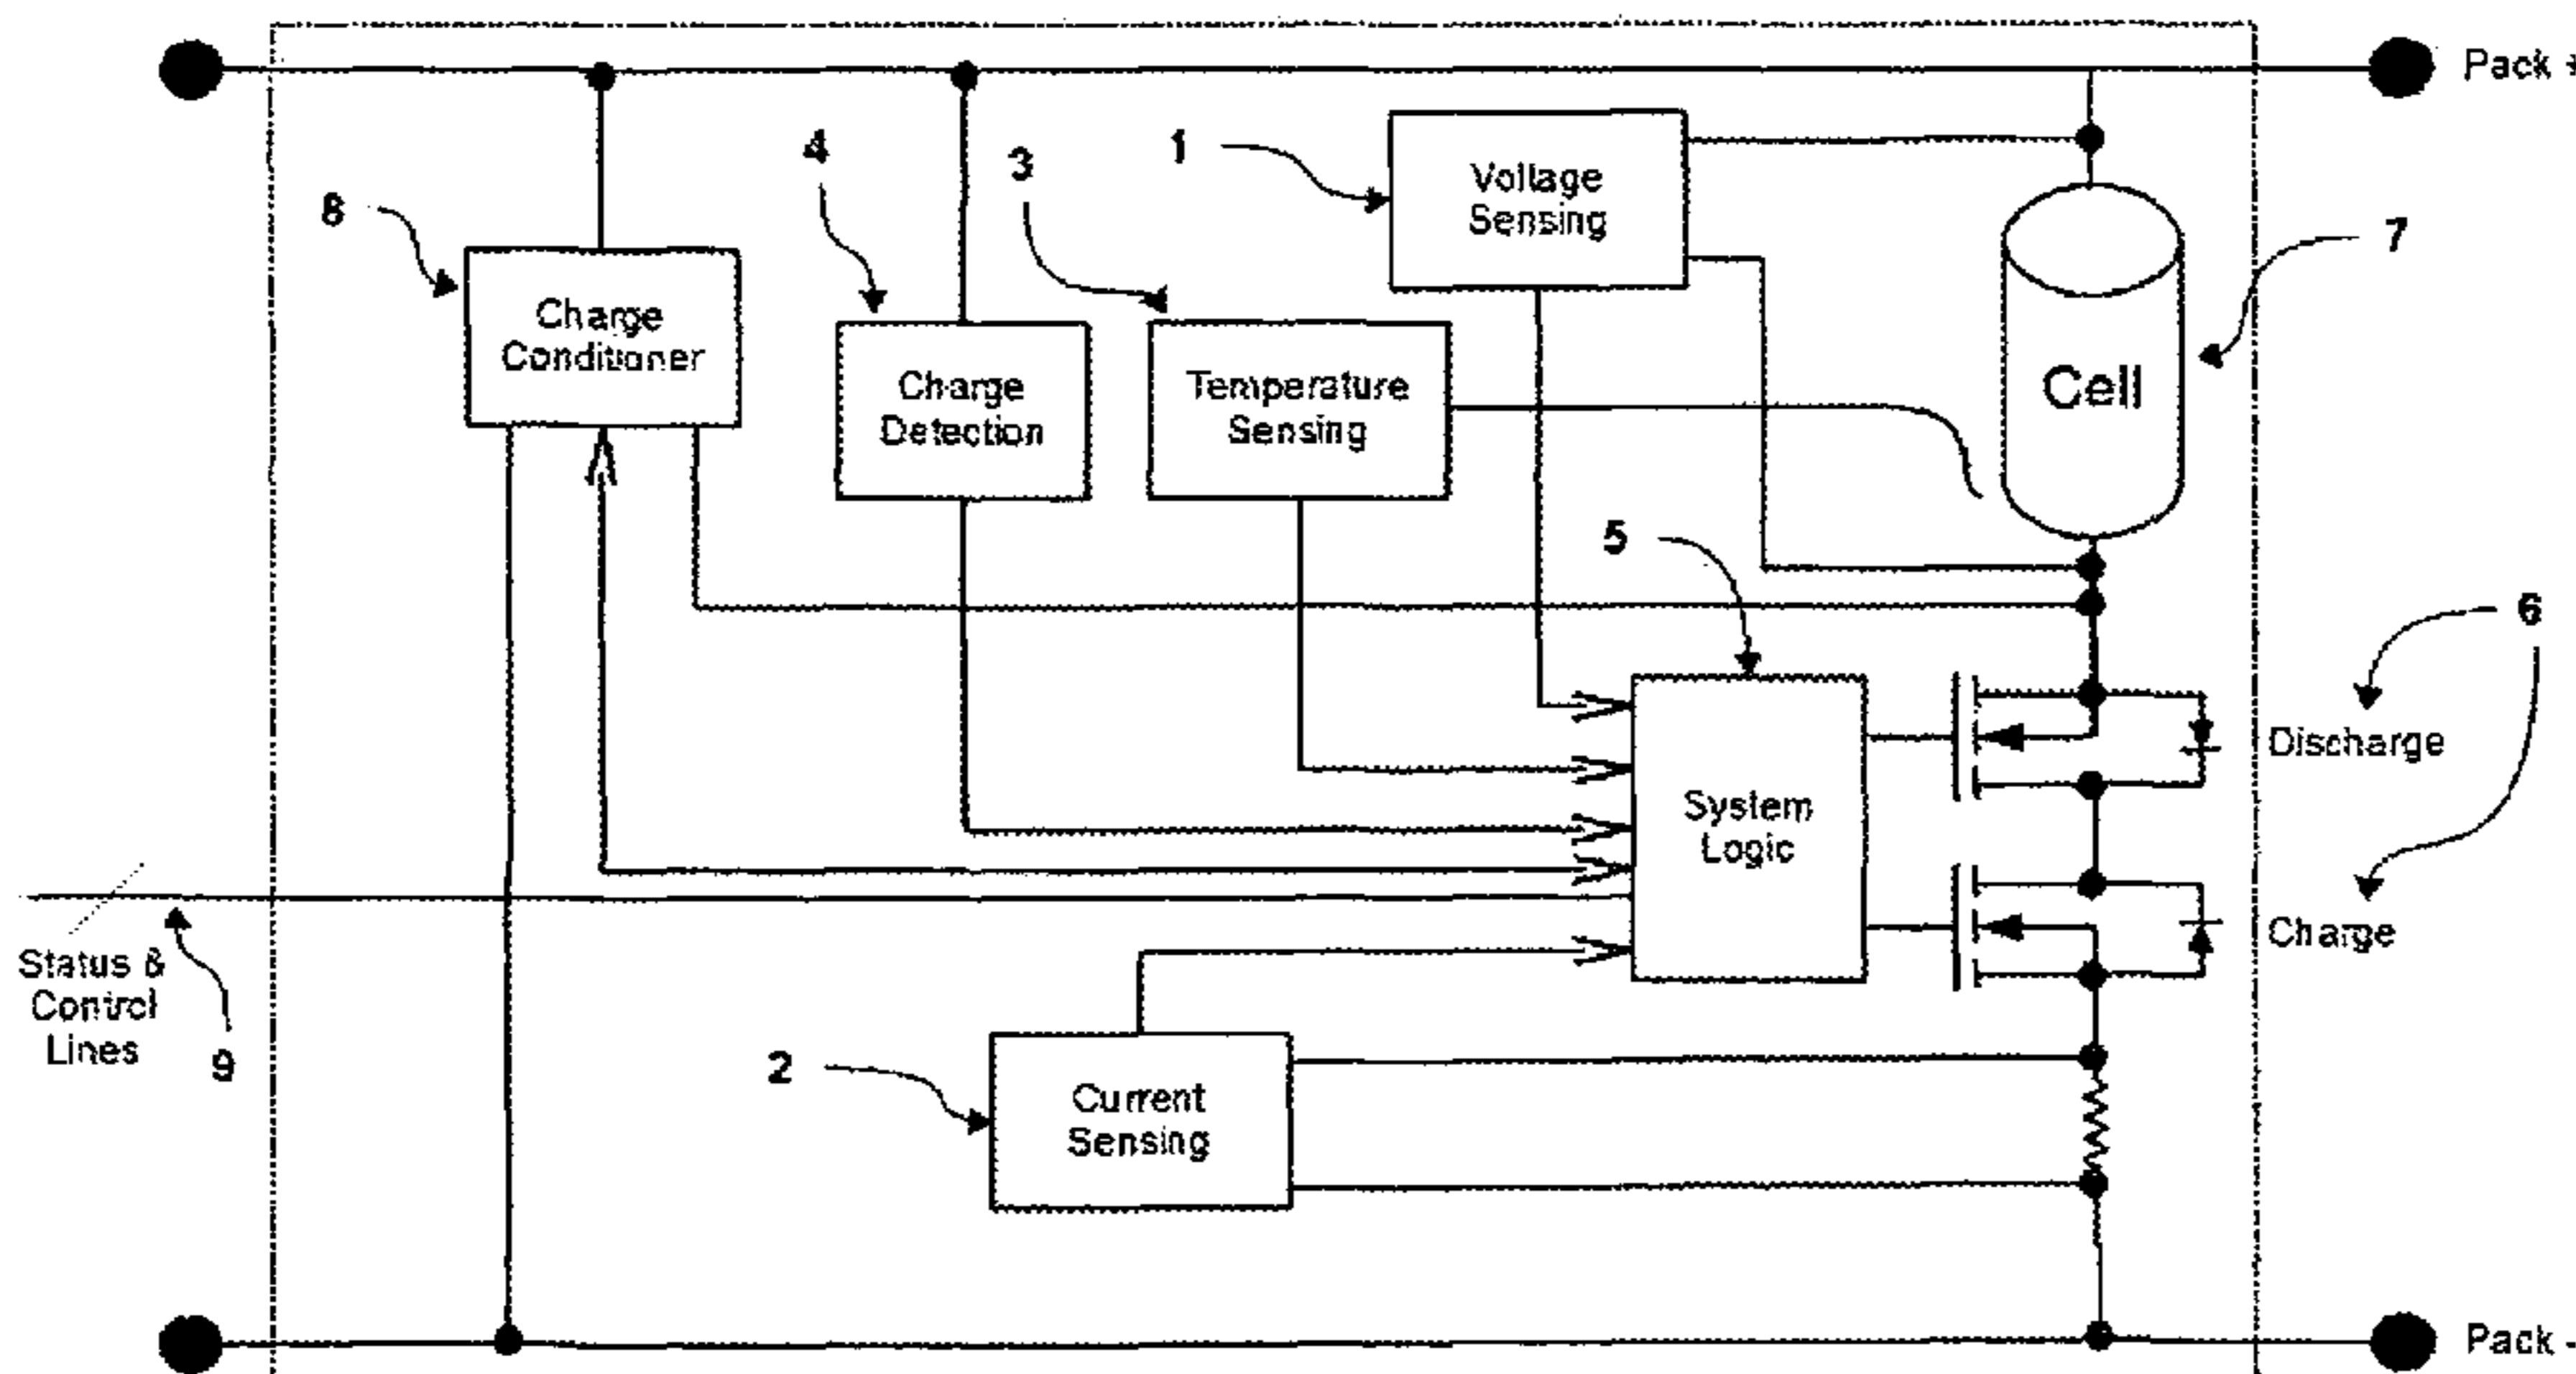 Pack +
4
1
3
8
Voltage
Sensing
7
Charge
Conditioner
Charge
Detection
Temperature
Sensing
Cell
5
6
Discharge
System
Logic
Charge
Status &
Control
Lines
9
2
Current
Sensing
Pack -